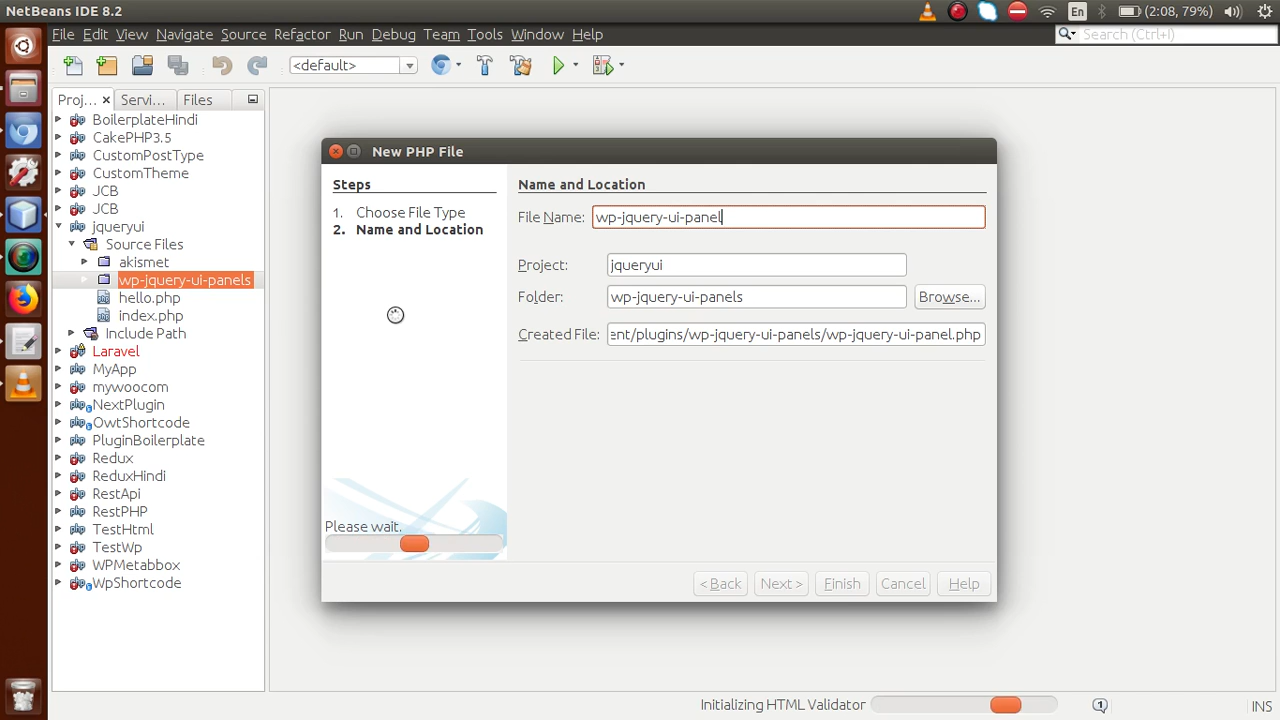 NetBeans IDE 8.2
En
(2:08, 79%)
File Edit View Navigate Source Refactor Run Debug Team Tools Window Help
Search (Ctrl+I)
<default>
Proj... Servi... Files
BoilerplateHindi
CakePHP3.5
CustomPostType
CustomTheme
JCB
JCB
jqueryui
Source Files
akismet
wp-jquery-ui-panels
hello.php
index.php
Include Path
Laravel
MyApp
mywoocom
NextPlugin
OwtShortcode
PluginBoilerplate
Redux
ReduxHindi
RestApi
RestPHP
TestHtml
TestWp
WPMetabbox
WpShortcode
New PHP File
Steps
1. Choose File Type
2. Name and Location
Please wait.
Name and Location
File Name: wp-jquery-ui-panel
Project: jqueryui
Folder: wp-jquery-ui-panels Browse...
Created File: ent/plugins/wp-jquery-ui-panels/wp-jquery-ui-panel.php
< Back Next > Finish Cancel Help
Initializing HTML Validator
1
INS